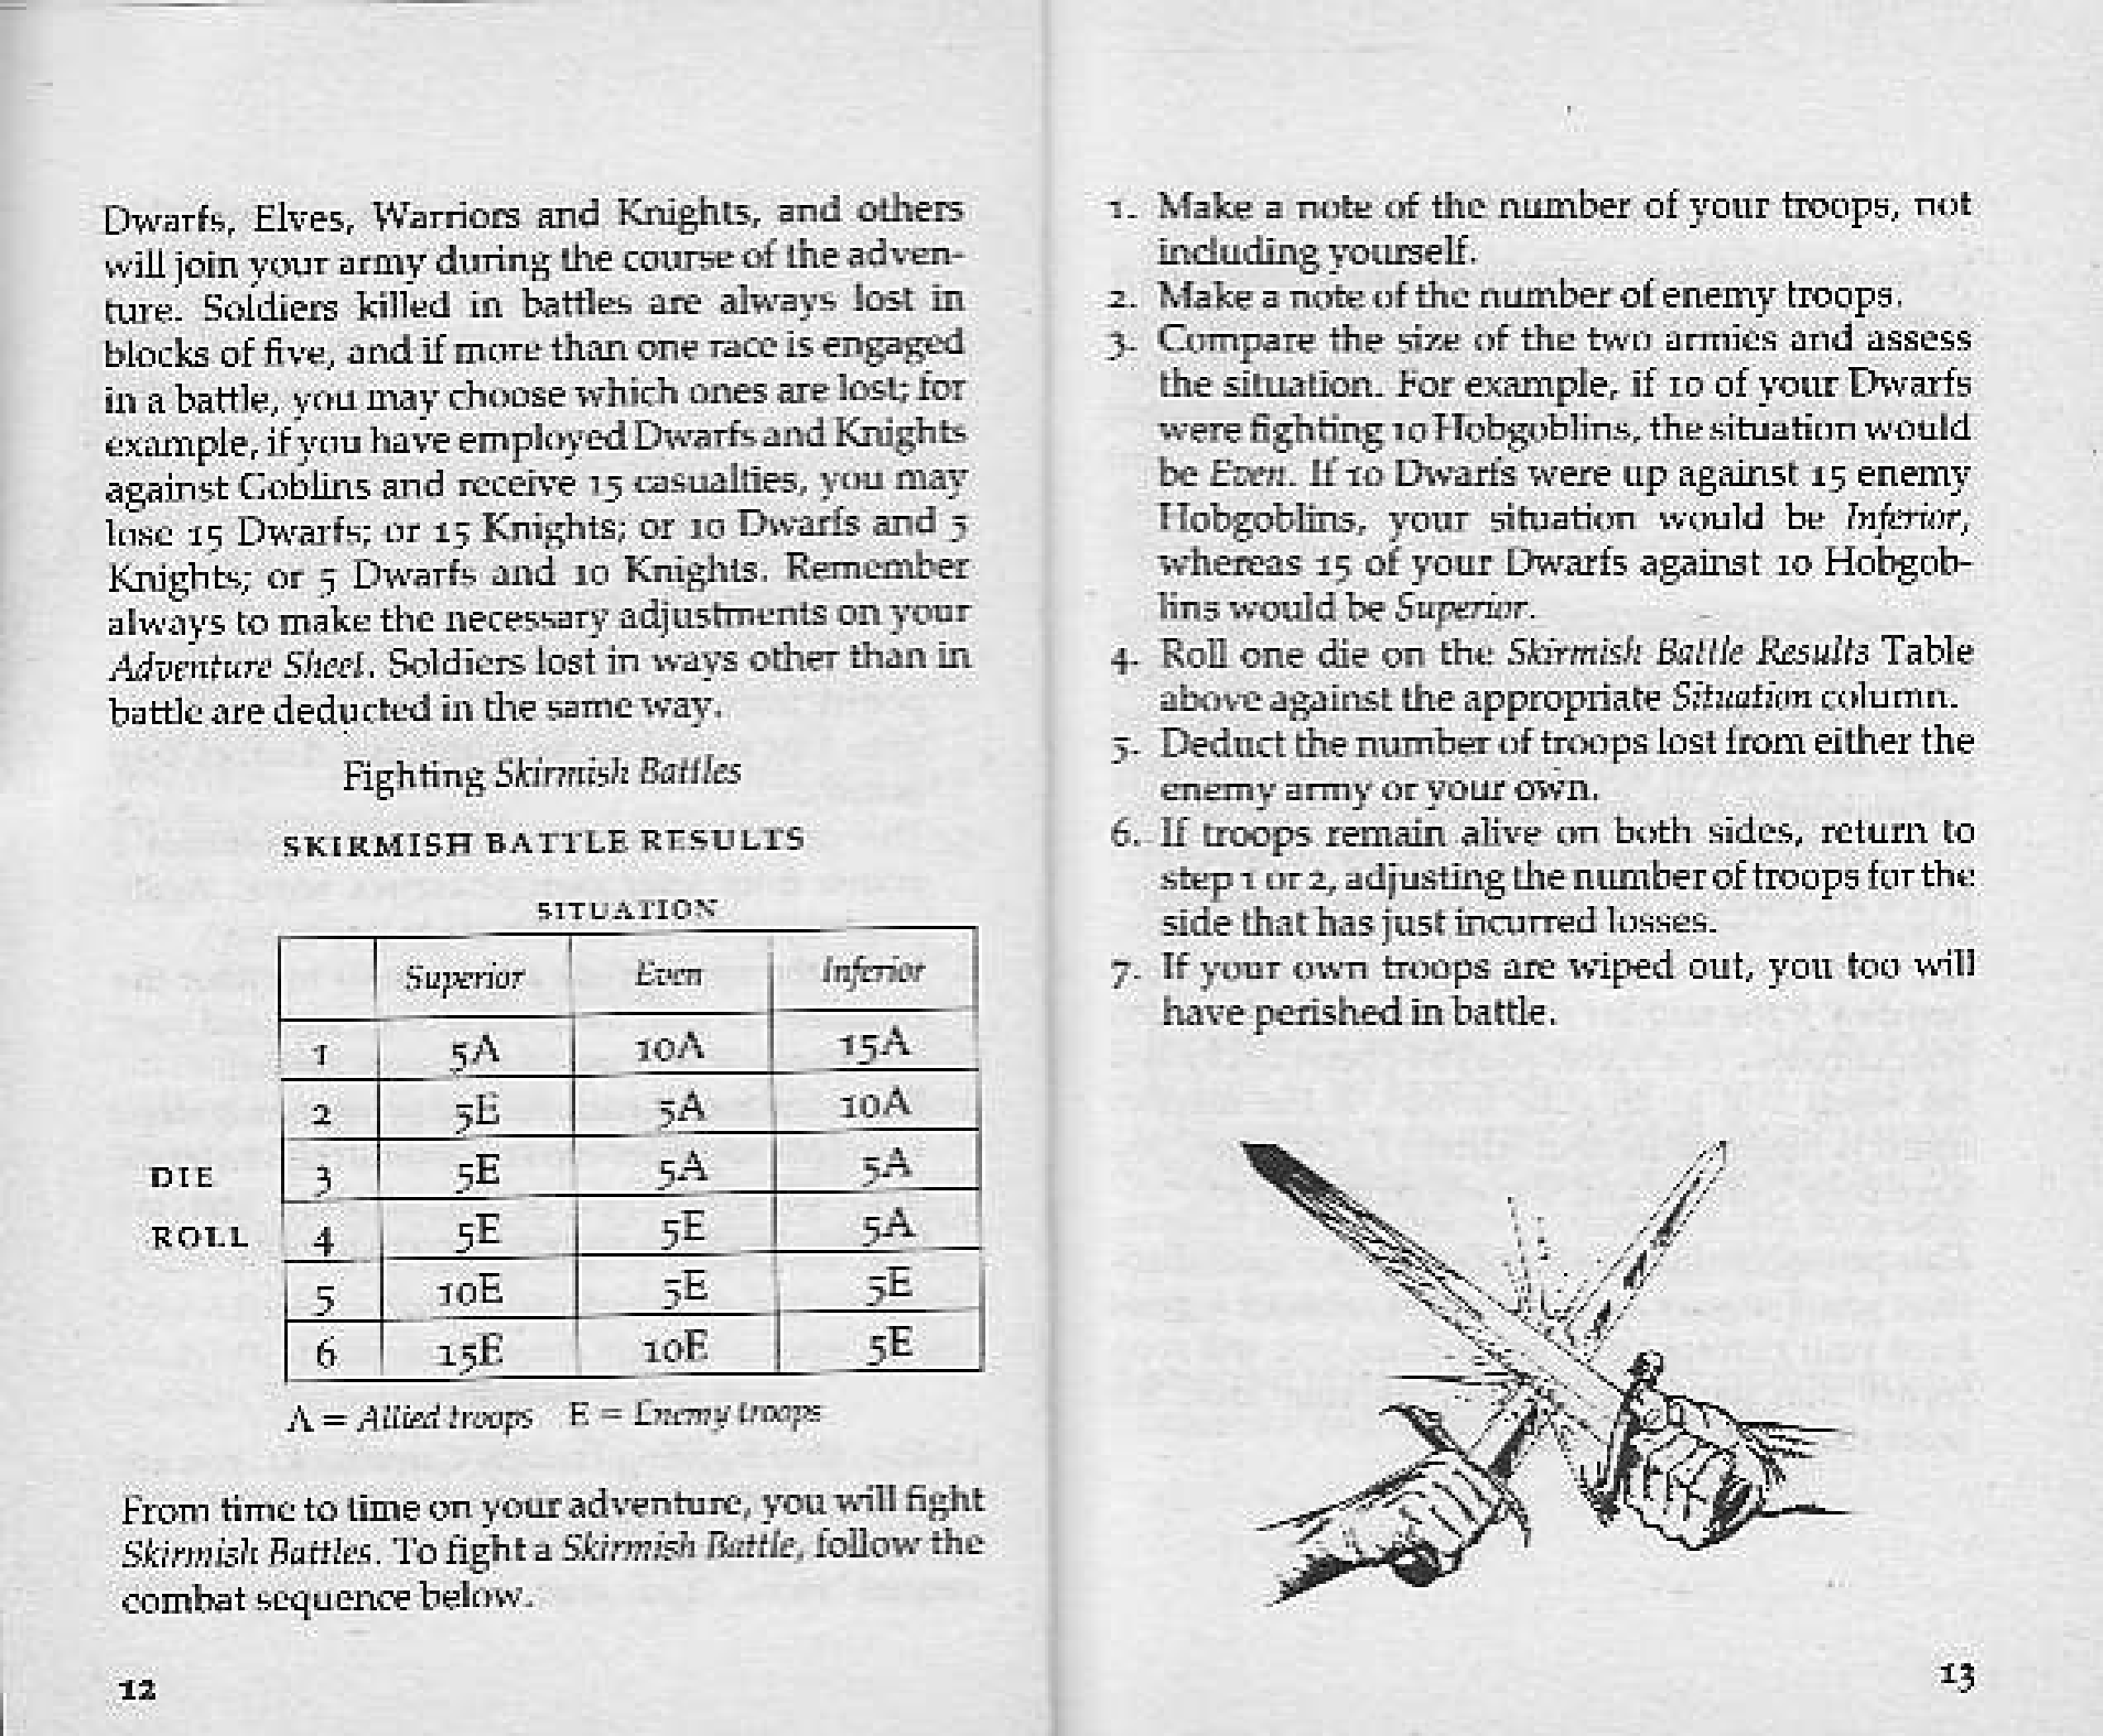 Dwarfs, Elves, Warriors and Knights, and others
will join your army during the course of the adven-
ture. Soldiers killed in battles are always lost in
blocks of five, and if more than one race is engaged
in a battle, you may choose which ones are lost; for
example, if you have employed Dwarfs and Knights
against Goblins and receive 15 casualties, you may
lose 15 Dwarfs; or 15 Knights; or 10 Dwarfs and 5
Knights; or 5 Dwarfs and 10 Knights. Remember
always to make the necessary adjustments on your
Adventure Sheet. Soldiers lost in ways other than in
battle are deducted in the same way.
Fighting Skirmish Battles
SKIRMISH BATTLE RESULTS
SITUATION
Superior Even Inferior
1 5A 10A 15A
2 5E 5A 10A
DIE 3 5E 5A 5A
ROLL 4 5E 5E 5A
5 10E 5E 5E
6 15E 10E 5E
A = Allied troops E = Enemy troops
From time to time on your adventure, you will fight
Skirmish Battles. To fight a Skirmish Battle, follow the
combat sequence below.
12
1. Make a note of the number of your troops, not
including yourself.
2. Make a note of the number of enemy troops.
3. Compare the size of the two armies and assess
the situation. For example, if 10 of your Dwarfs
were fighting 10 Hobgoblins, the situation would
be Even. If 10 Dwarfs were up against 15 enemy
Hobgoblins, your situation would be Inferior,
whereas 15 of your Dwarfs against 10 Hobgob-
lins would be Superior.
4. Roll one die on the Skirmish Battle Results Table
above against the appropriate Situation column.
5. Deduct the number of troops lost from either the
enemy army or your own.
6. If troops remain alive on both sides, return to
step 1 or 2, adjusting the number of troops for the
side that has just incurred losses.
7. If your own troops are wiped out, you too will
have perished in battle.
13